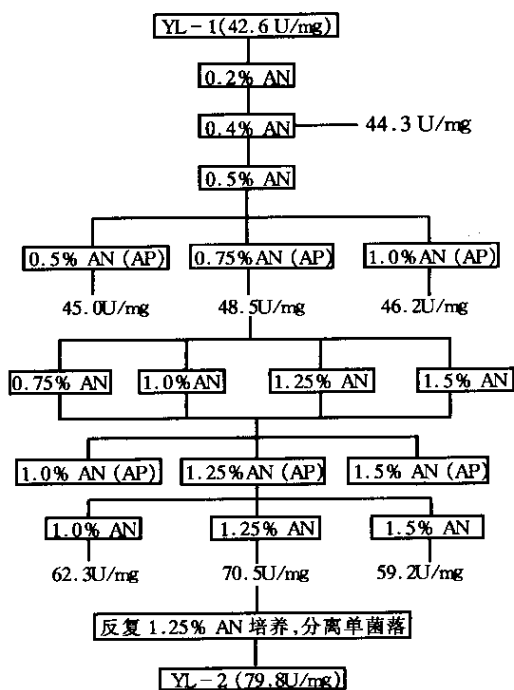 YL-1(42.6 U/mg)
0.2% AN
0.4% AN 44.3 U/mg
0.5% AN
0.5% AN (AP) 0.75% AN (AP) 1.0% AN (AP)
45.0U/mg 48.5U/mg 46.2U/mg
0.75% AN 1.0%AN 1.25% AN 1.5% AN
1.0% AN (AP) 1.25%AN (AP) 1.5% AN (AP)
1.0% AN 1.25% AN 1.5% AN
62.3U/mg 70.5U/mg 59.2U/mg
反复 1.25% AN 培养,分离单菌落
YL-2 (79.8U/mg)